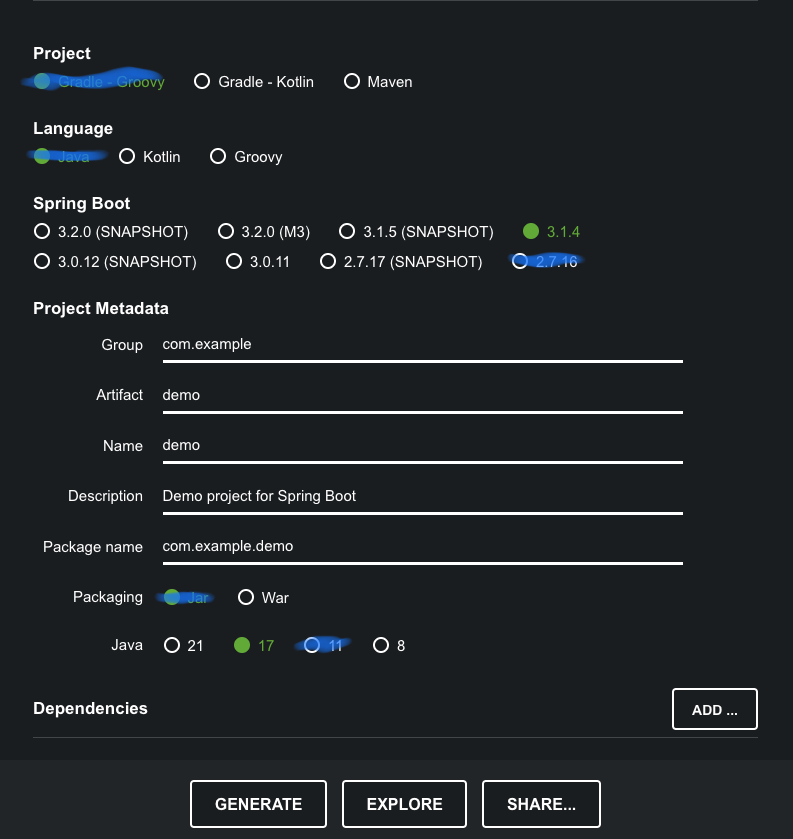 Project
Gradle - Groovy Gradle - Kotlin Maven
Language
Java Kotlin Groovy
Spring Boot
3.2.0 (SNAPSHOT) 3.2.0 (M3) 3.1.5 (SNAPSHOT) 3.1.4
3.0.12 (SNAPSHOT) 3.0.11 2.7.17 (SNAPSHOT) 2.7.16
Project Metadata
Group com.example
Artifact demo
Name demo
Description Demo project for Spring Boot
Package name com.example.demo
Packaging Jar War
Java 21 17 11 8
Dependencies ADD ...
GENERATE EXPLORE SHARE...